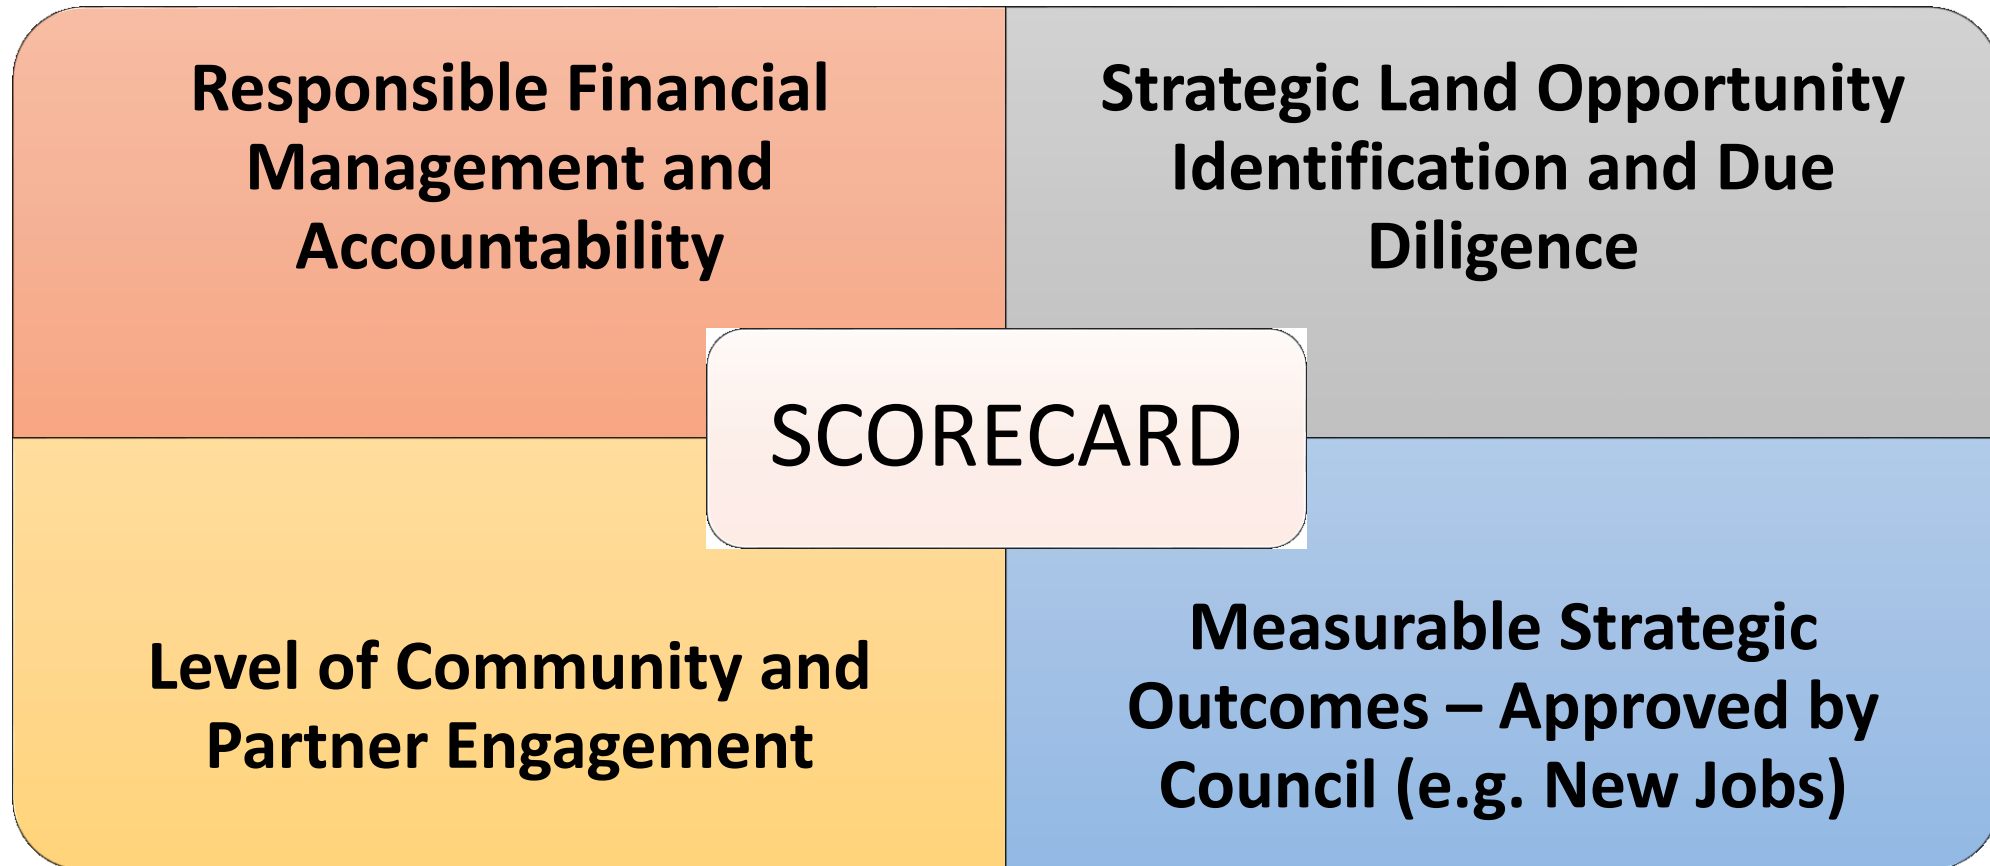 Responsible Financial
Management and
Accountability
Strategic Land Opportunity
Identification and Due
Diligence
SCORECARD
Level of Community and
Partner Engagement
Measurable Strategic
Outcomes – Approved by
Council (e.g. New Jobs)